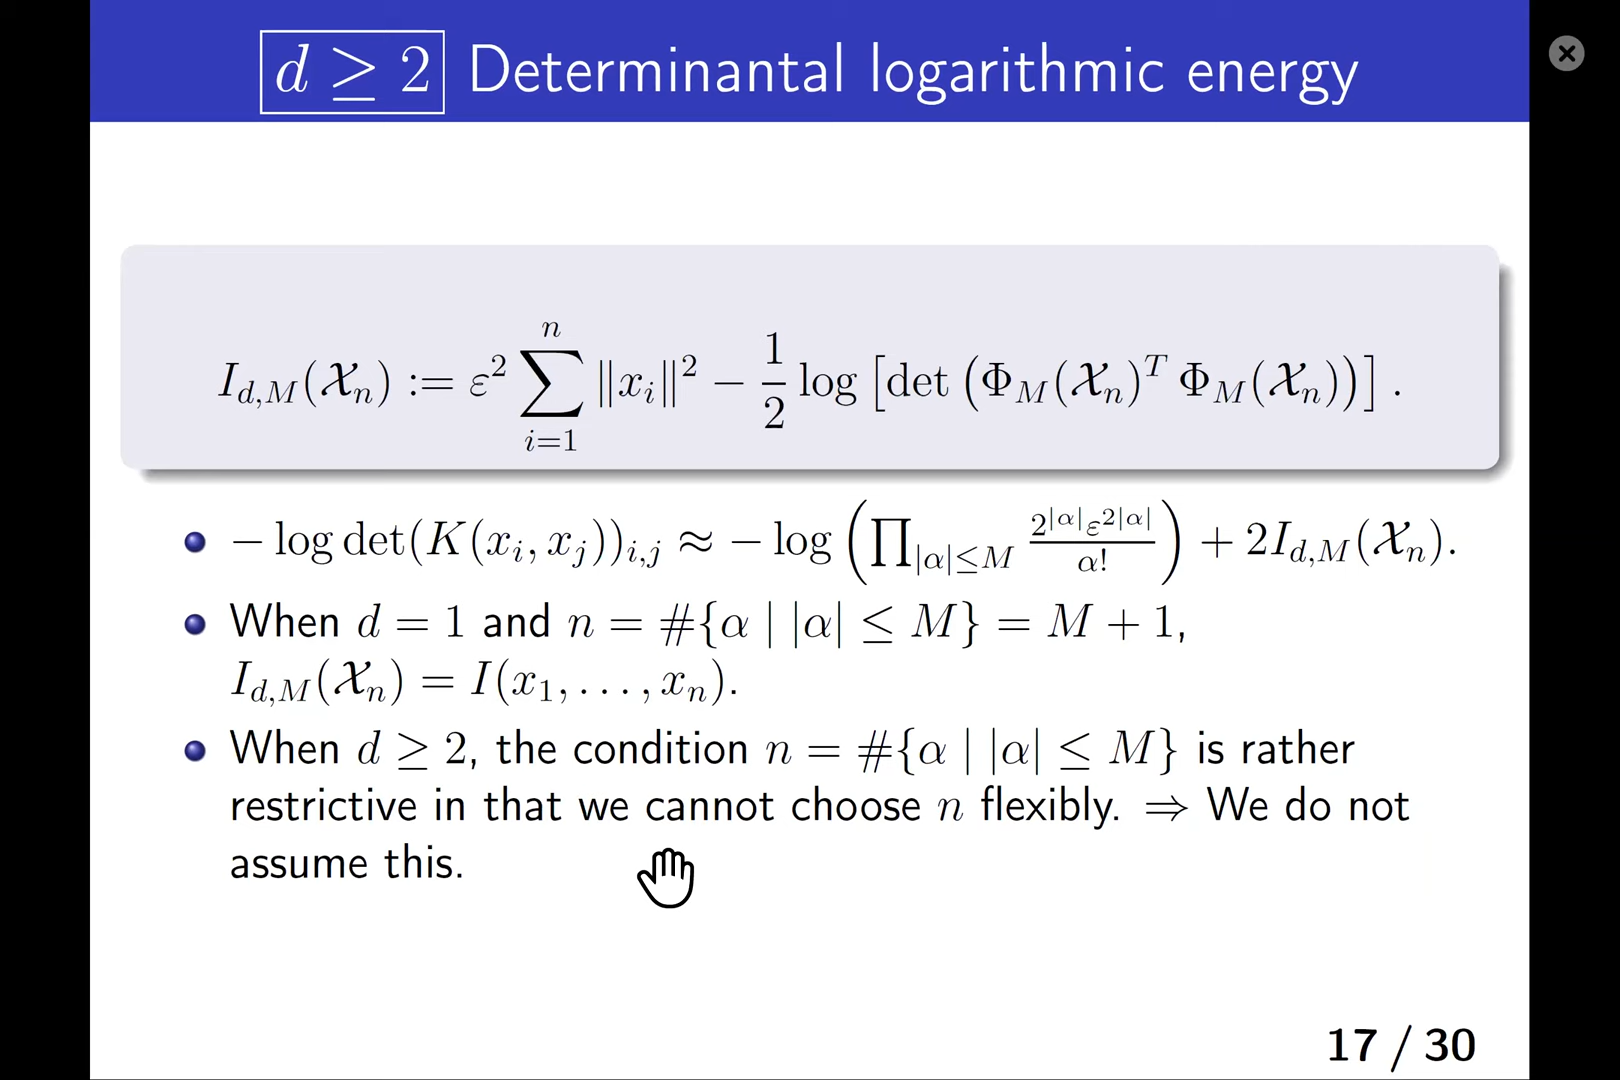 d ≥ 2 Determinantal logarithmic energy
I_{d,M}(𝒳_n) := ε² ∑_{i=1}^{n} ‖x_i‖² − \frac{1}{2} log [det (Φ_M(𝒳_n)^T Φ_M(𝒳_n))] .
− log det(K(x_i, x_j))_{i,j} ≈ − log (∏_{|α|≤M} \frac{2^{|α|}ε^{2|α|}}{α!}) + 2I_{d,M}(𝒳_n).
When d = 1 and n = #{α | |α| ≤ M} = M + 1,
I_{d,M}(𝒳_n) = I(x_1, . . . , x_n).
When d ≥ 2, the condition n = #{α | |α| ≤ M} is rather
restrictive in that we cannot choose n flexibly. ⇒ We do not
assume this.
17 / 30